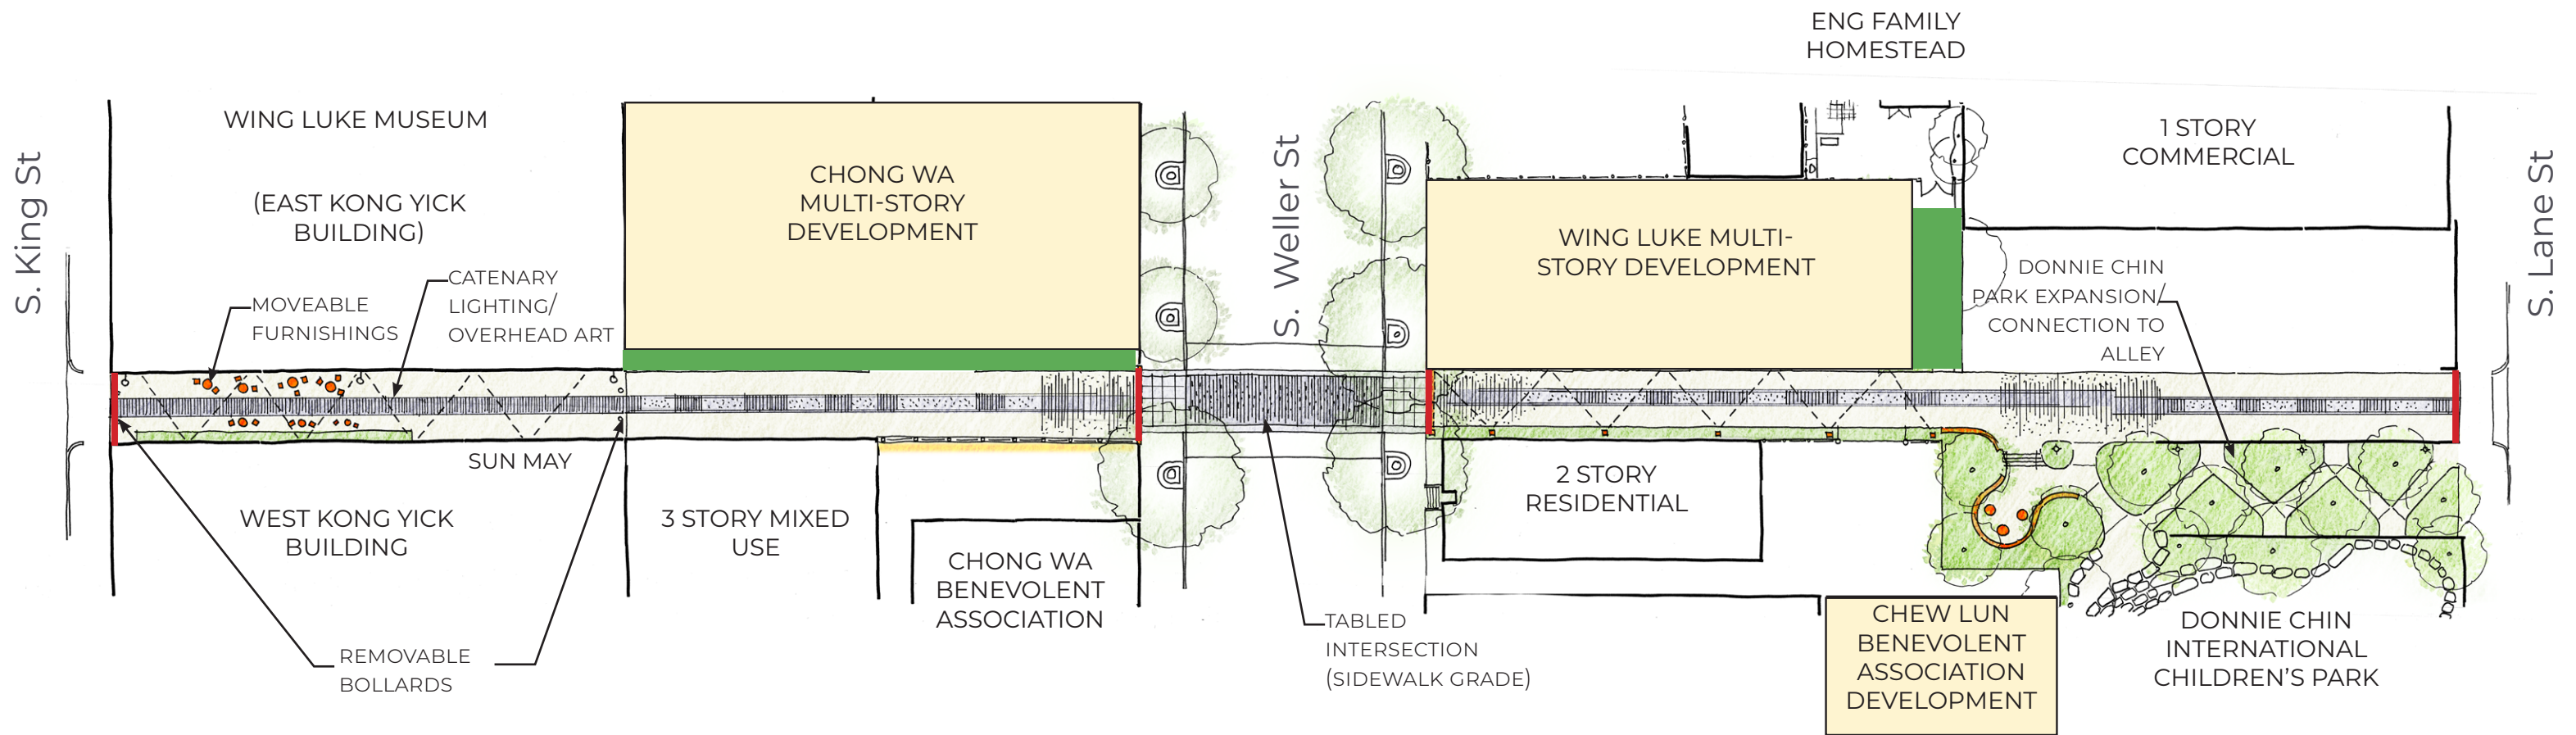 ENG FAMILY
HOMESTEAD
S. King St
WING LUKE MUSEUM
(EAST KONG YICK
BUILDING)
MOVEABLE
FURNISHINGS
CATENARY
LIGHTING/
OVERHEAD ART
CHONG WA
MULTI-STORY
DEVELOPMENT
S. Weller St
WING LUKE MULTI-
STORY DEVELOPMENT
1 STORY
COMMERCIAL
DONNIE CHIN
PARK EXPANSION/
CONNECTION TO
ALLEY
S. Lane St
SUN MAY
WEST KONG YICK
BUILDING
3 STORY MIXED
USE
CHONG WA
BENEVOLENT
ASSOCIATION
2 STORY
RESIDENTIAL
REMOVABLE
BOLLARDS
TABLED
INTERSECTION
(SIDEWALK GRADE)
CHEW LUN
BENEVOLENT
ASSOCIATION
DEVELOPMENT
DONNIE CHIN
INTERNATIONAL
CHILDREN'S PARK